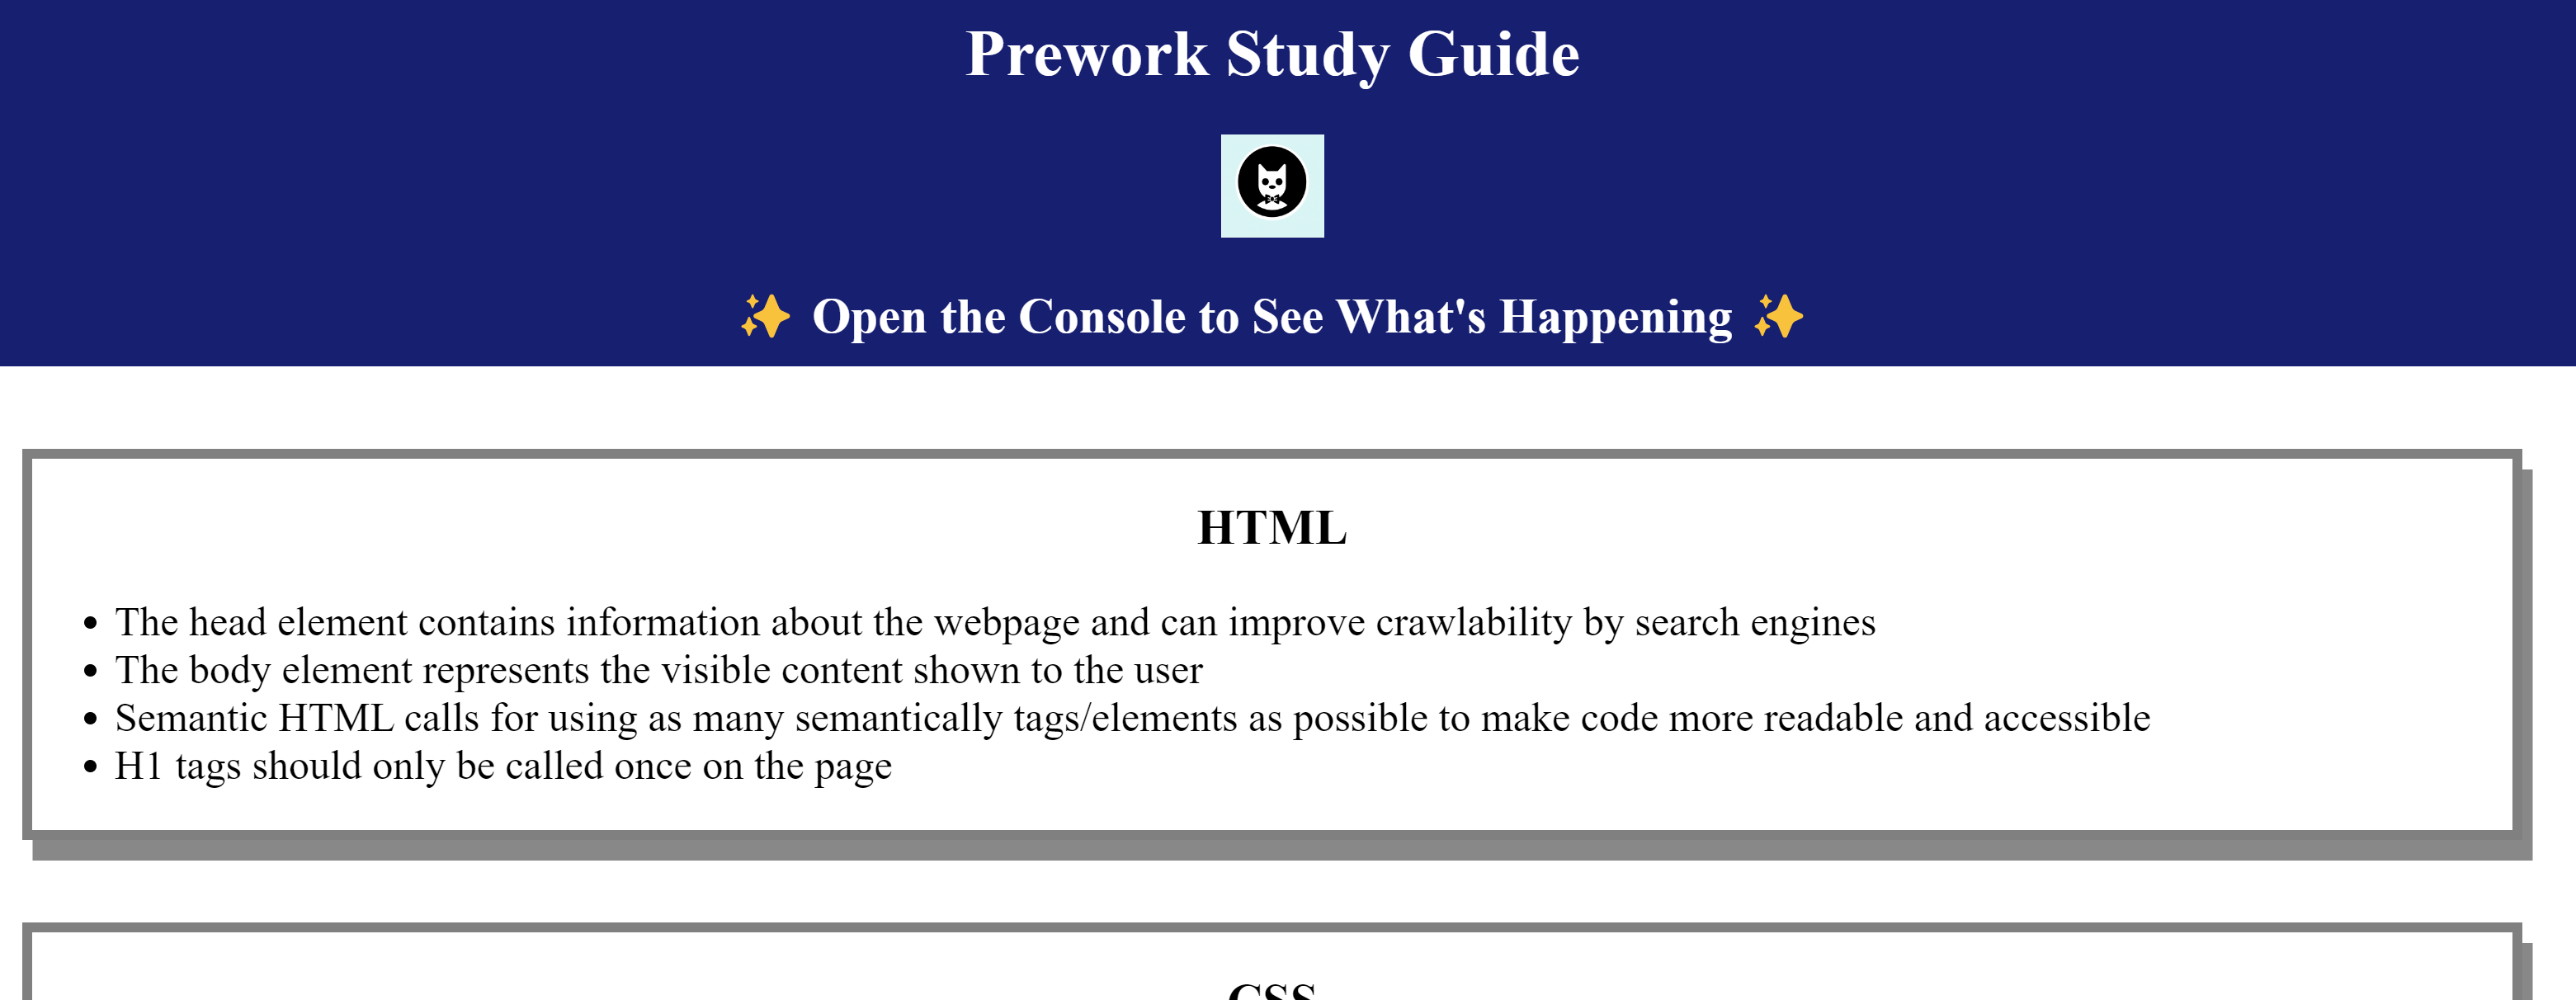 Prework Study Guide
✨ Open the Console to See What's Happening ✨
HTML
• The head element contains information about the webpage and can improve crawlability by search engines
• The body element represents the visible content shown to the user
• Semantic HTML calls for using as many semantically tags/elements as possible to make code more readable and accessible
• H1 tags should only be called once on the page
CSS